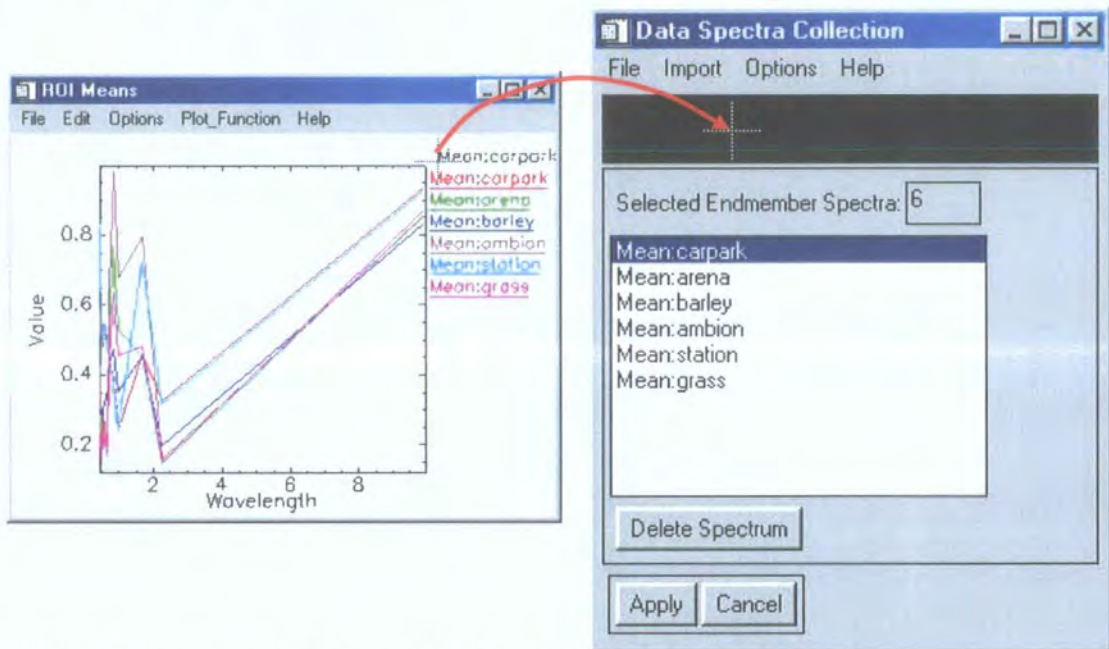 ROI Means
File Edit Options Plot_Function Help
Mean:carpark
Mean:carpark
Mean:arena
Mean:barley
Mean:ambion
Mean:station
Mean:grass
0.8
0.6
0.4
0.2
Value
2 4 6 8
Wavelength
Data Spectra Collection
File Import Options Help
Selected Endmember Spectra: 6
Mean:carpark
Mean:arena
Mean:barley
Mean:ambion
Mean:station
Mean:grass
Delete Spectrum
Apply Cancel